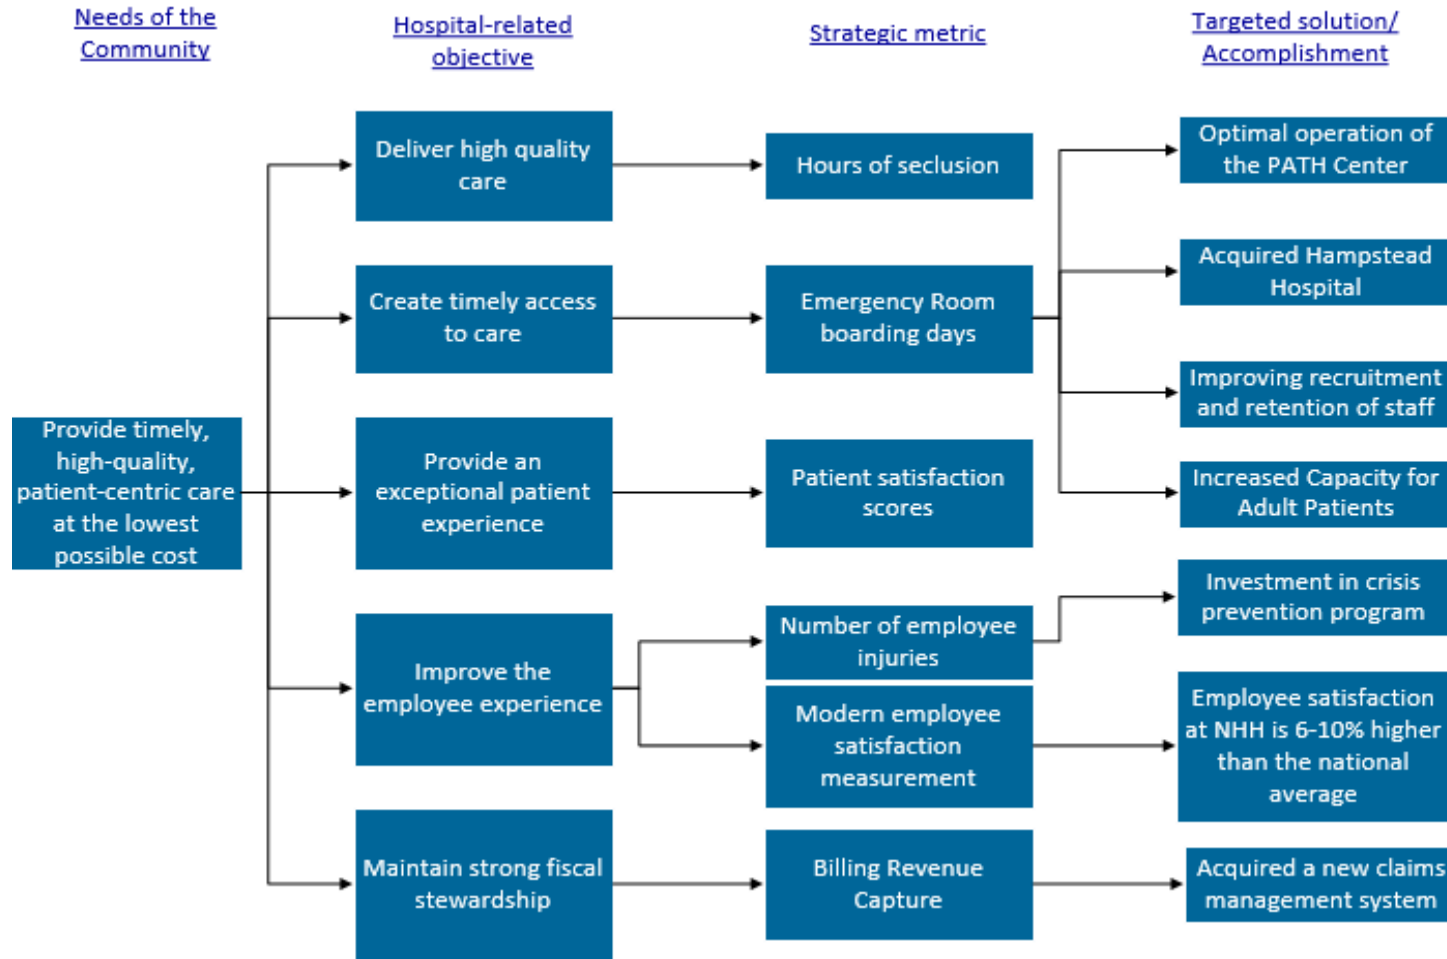 Needs of the
Community
Hospital-related
objective
Strategic metric
Targeted solution/
Accomplishment
Provide timely,
high-quality,
patient-centric care
at the lowest
possible cost
Deliver high quality
care
Create timely access
to care
Provide an
exceptional patient
experience
Improve the
employee experience
Maintain strong fiscal
stewardship
Hours of seclusion
Emergency Room
boarding days
Patient satisfaction
scores
Number of employee
injuries
Modern employee
satisfaction
measurement
Billing Revenue
Capture
Optimal operation of
the PATH Center
Acquired Hampstead
Hospital
Improving recruitment
and retention of staff
Increased Capacity for
Adult Patients
Investment in crisis
prevention program
Employee satisfaction
at NHH is 6-10% higher
than the national
average
Acquired a new claims
management system